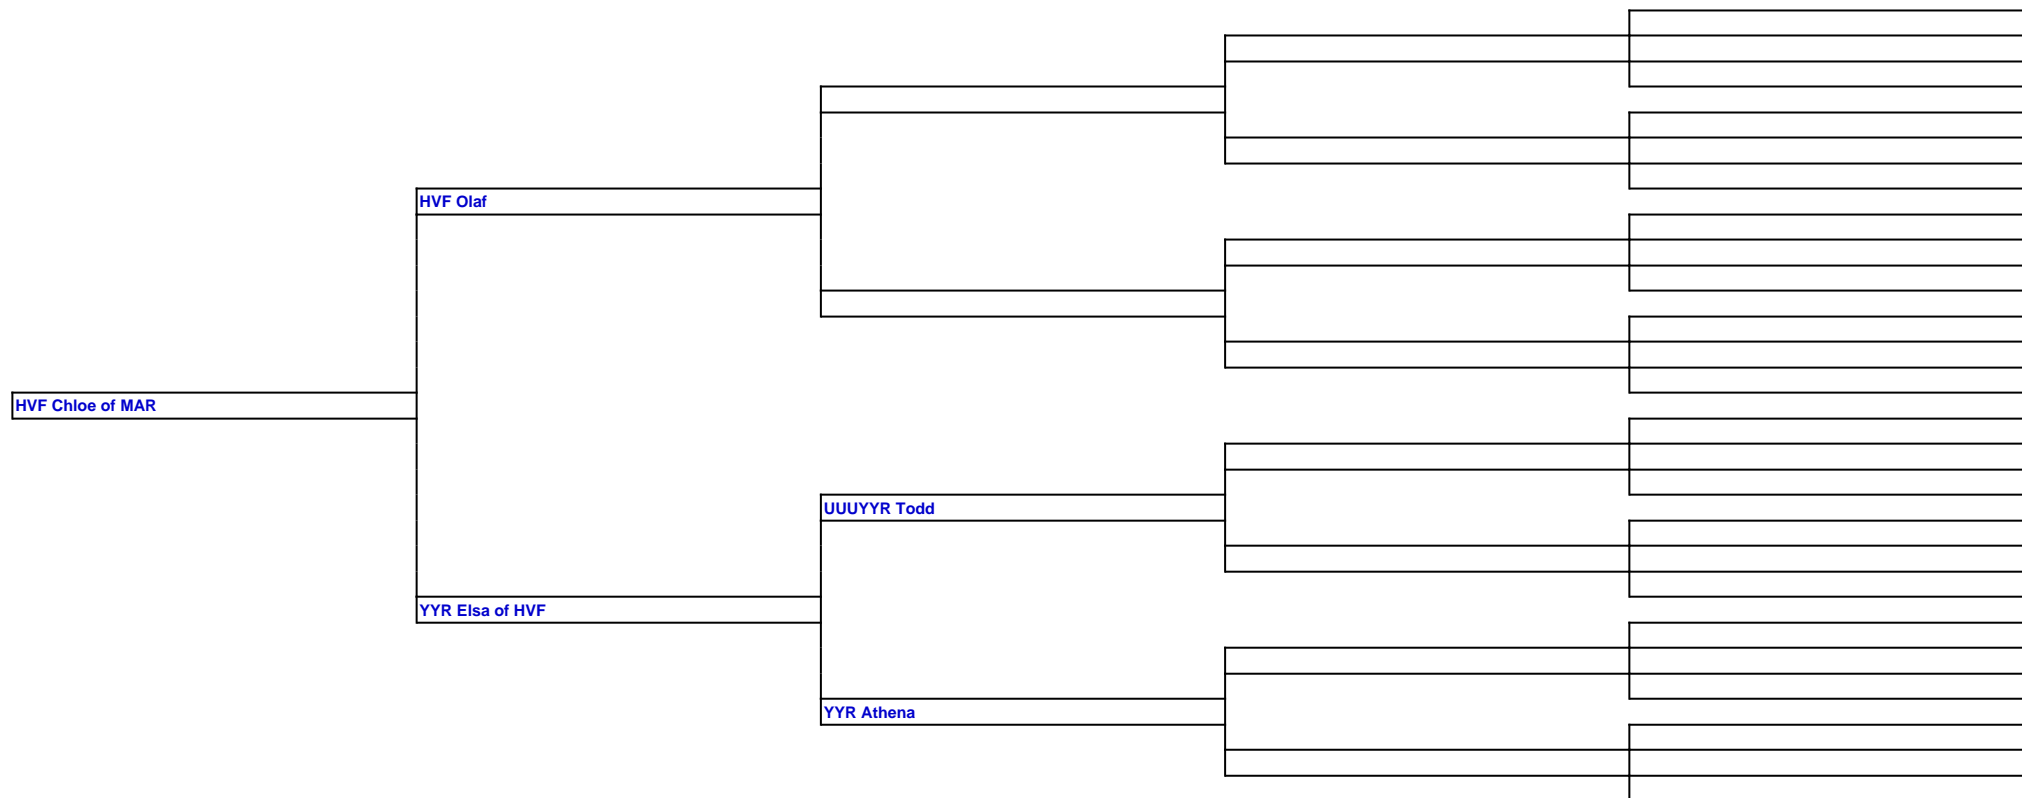 HVF Olaf
HVF Chloe of MAR
UUUYYR Todd
YYR Elsa of HVF
YYR Athena